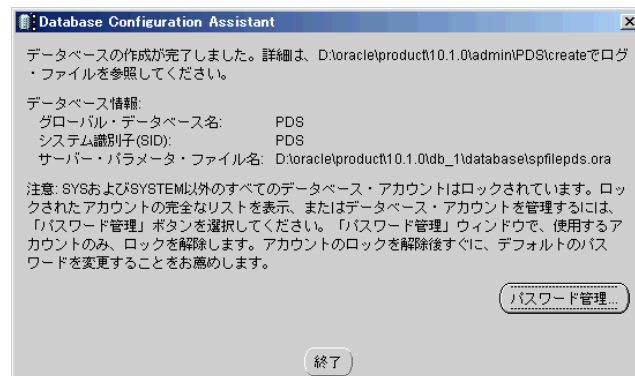 Database Configuration Assistant
データベースの作成が完了しました。詳細は、D:\oracle\product\10.1.0\admin\PDS\createでログ
・ファイルを参照してください。
データベース情報:
グローバル・データベース名: PDS
システム識別子(SID): PDS
サーバー・パラメータ・ファイル名: D:\oracle\product\10.1.0\db_1\database\spfilepds.ora
注意: SYSおよびSYSTEM以外のすべてのデータベース・アカウントはロックされています。ロッ
クされたアカウントの完全なリストを表示、またはデータベース・アカウントを管理するには、
「パスワード管理」ボタンを選択してください。「パスワード管理」ウィンドウで、使用するア
カウントのみ、ロックを解除します。アカウントのロックを解除後すぐに、デフォルトのパス
ワードを変更することをお薦めします。
パスワード管理...
終了